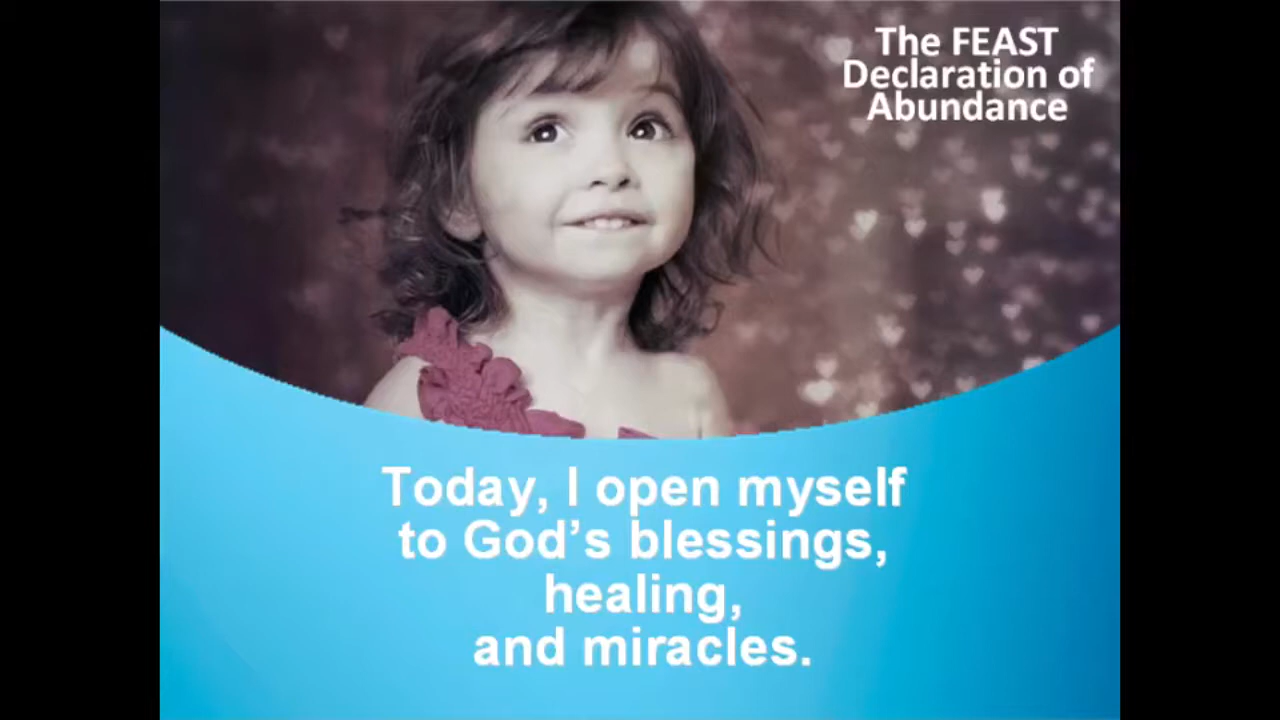 The FEAST
Declaration of
Abundance
Today, I open myself
to God’s blessings,
healing,
and miracles.